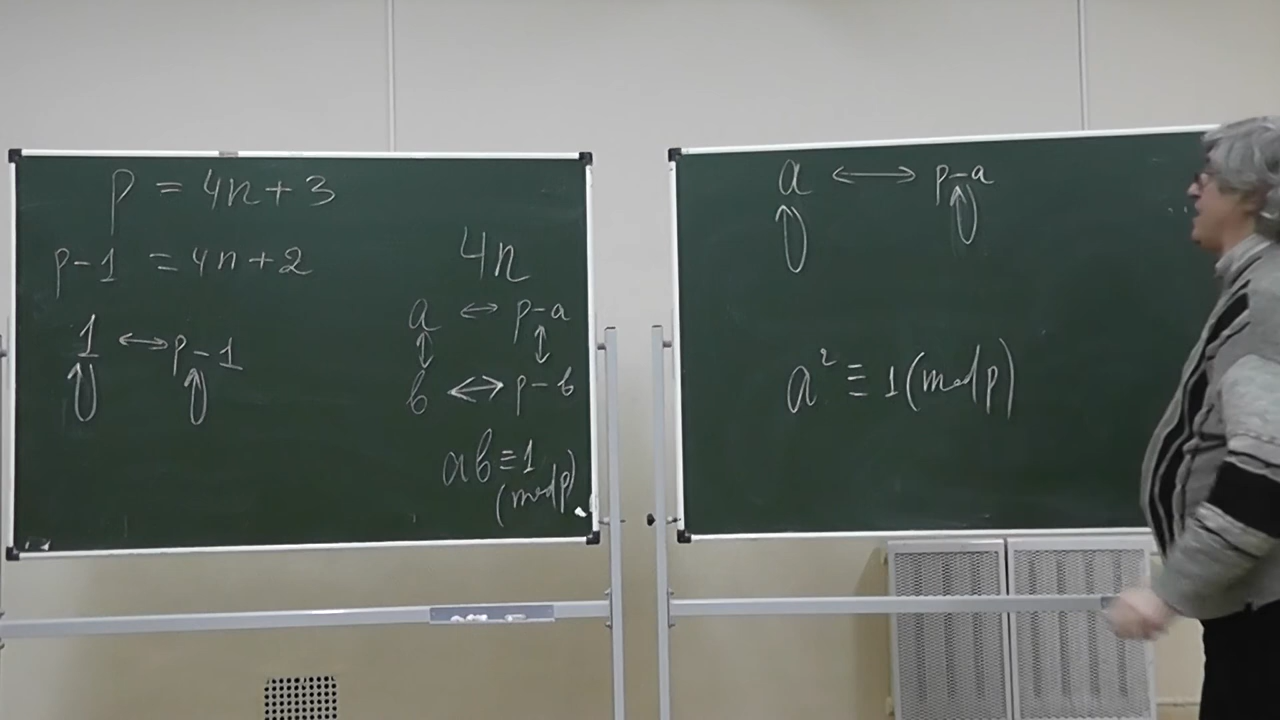 p = 4n + 3
p - 1 = 4n + 2
1 ↔ p - 1
4n
a ↔ p - a
b ↔ p - b
ab ≡ 1
(mod p)
a ↔ p - a
a² ≡ 1 (mod p)